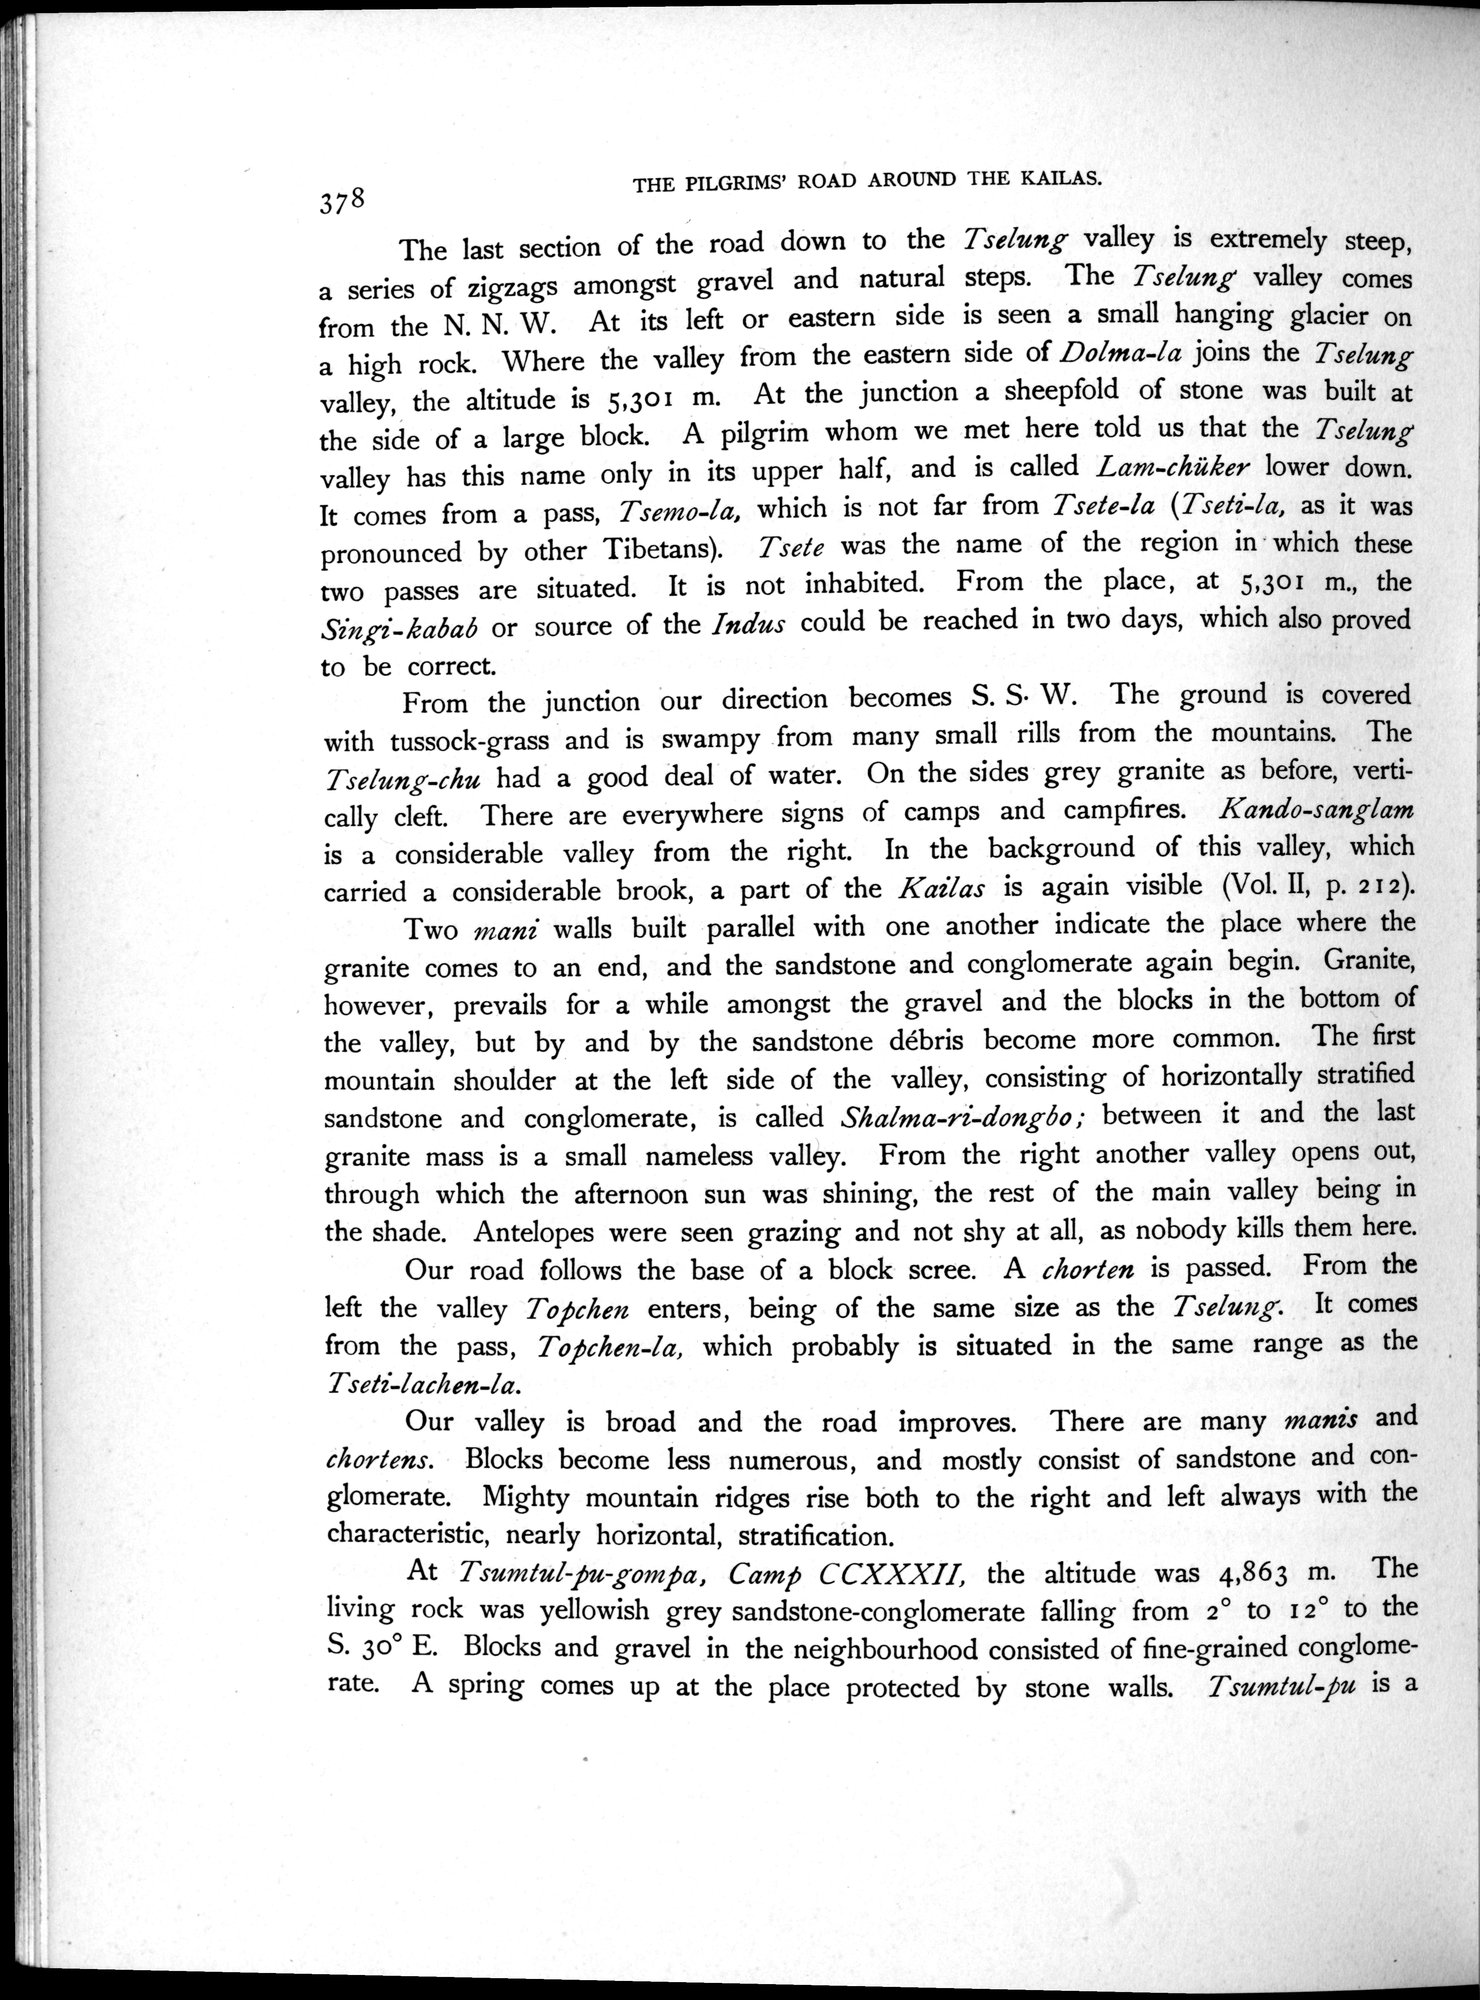 378
THE PILGRIMS' ROAD AROUND THE KAILAS.
The last section of the road down to the Tselung valley is extremely steep,
a series of zigzags amongst gravel and natural steps. The Tselung valley comes
from the N. N. W. At its left or eastern side is seen a small hanging glacier on
a high rock. Where the valley from the eastern side of Dolma-la joins the Tselung
valley, the altitude is 5,301 m. At the junction a sheepfold of stone was built at
the side of a large block. A pilgrim whom we met here told us that the Tselung
valley has this name only in its upper half, and is called Lam-chüker lower down.
It comes from a pass, Tsemo-la, which is not far from Tsete-la (Tseti-la, as it was
pronounced by other Tibetans). Tsete was the name of the region in which these
two passes are situated. It is not inhabited. From the place, at 5,301 m., the
Singi-kabab or source of the Indus could be reached in two days, which also proved
to be correct.
From the junction our direction becomes S. S. W. The ground is covered
with tussock-grass and is swampy from many small rills from the mountains. The
Tselung-chu had a good deal of water. On the sides grey granite as before, verti-
cally cleft. There are everywhere signs of camps and campfires. Kando-sanglam
is a considerable valley from the right. In the background of this valley, which
carried a considerable brook, a part of the Kailas is again visible (Vol. II, p. 212).
Two mani walls built parallel with one another indicate the place where the
granite comes to an end, and the sandstone and conglomerate again begin. Granite,
however, prevails for a while amongst the gravel and the blocks in the bottom of
the valley, but by and by the sandstone débris become more common. The first
mountain shoulder at the left side of the valley, consisting of horizontally stratified
sandstone and conglomerate, is called Shalma-ri-dongbo; between it and the last
granite mass is a small nameless valley. From the right another valley opens out,
through which the afternoon sun was shining, the rest of the main valley being in
the shade. Antelopes were seen grazing and not shy at all, as nobody kills them here.
Our road follows the base of a block scree. A chorten is passed. From the
left the valley Topchen enters, being of the same size as the Tselung. It comes
from the pass, Topchen-la, which probably is situated in the same range as the
Tseti-lachen-la.
Our valley is broad and the road improves. There are many manis and
chortens. Blocks become less numerous, and mostly consist of sandstone and con-
glomerate. Mighty mountain ridges rise both to the right and left always with the
characteristic, nearly horizontal, stratification.
At Tsumtul-pu-gompa, Camp CCXXXII, the altitude was 4,863 m. The
living rock was yellowish grey sandstone-conglomerate falling from 2° to 12° to the
S. 30° E. Blocks and gravel in the neighbourhood consisted of fine-grained conglome-
rate. A spring comes up at the place protected by stone walls. Tsumtul-pu is a